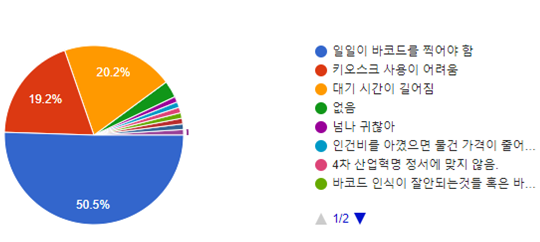 20.2%
19.2%
50.5%
일일이 바코드를 찍어야 함
키오스크 사용이 어려움
대기 시간이 길어짐
없음
넘나 귀찮아
인건비를 아꼈으면 물건 가격이 줄어...
4차 산업혁명 정서에 맞지 않음.
바코드 인식이 잘안되는것들 혹은 바...
1/2